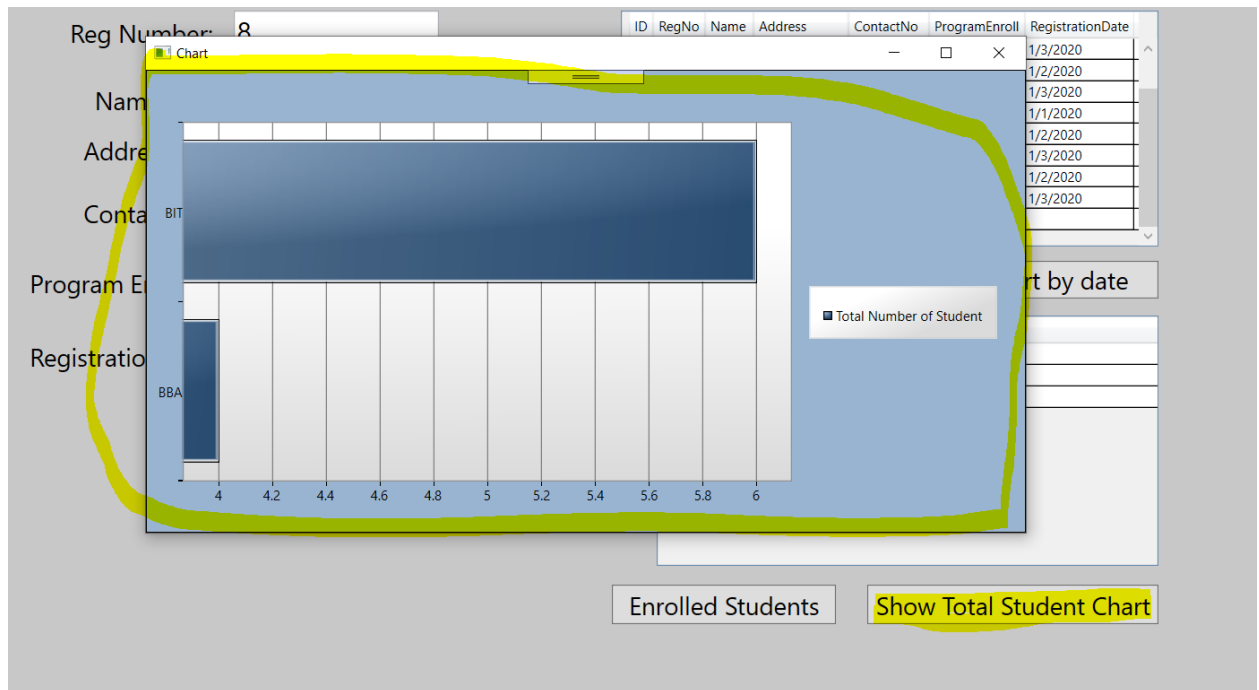 Reg Number: 8
ID RegNo Name Address ContactNo ProgramEnroll RegistrationDate
Chart
1/3/2020
1/2/2020
1/3/2020
1/1/2020
1/2/2020
1/3/2020
1/2/2020
1/3/2020
Nam
Addre
Conta
Program E
Registratio
BIT
BBA
Total Number of Student
4 4.2 4.4 4.6 4.8 5 5.2 5.4 5.6 5.8 6
rt by date
Enrolled Students
Show Total Student Chart